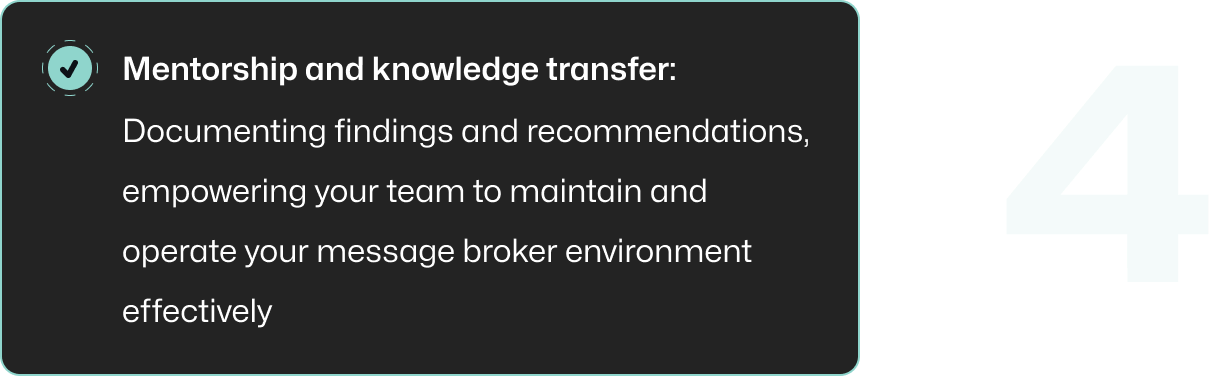 Mentorship and knowledge transfer:
Documenting findings and recommendations,
empowering your team to maintain and
operate your message broker environment
effectively
4